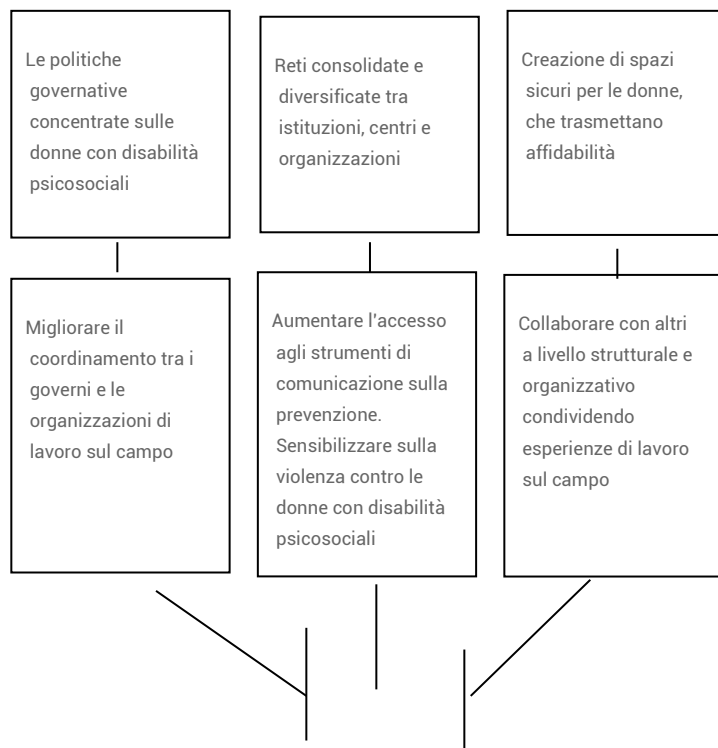 Le politiche
governative
concentrate sulle
donne con disabilità
psicosociali
Reti consolidate e
diversificate tra
istituzioni, centri e
organizzazioni
Creazione di spazi
sicuri per le donne,
che trasmettano
affidabilità
Migliorare il
coordinamento tra i
governi e le
organizzazioni di
lavoro sul campo
Aumentare l'accesso
agli strumenti di
comunicazione sulla
prevenzione.
Sensibilizzare sulla
violenza contro le
donne con disabilità
psicosociali
Collaborare con altri
a livello strutturale e
organizzativo
condividendo
esperienze di lavoro
sul campo